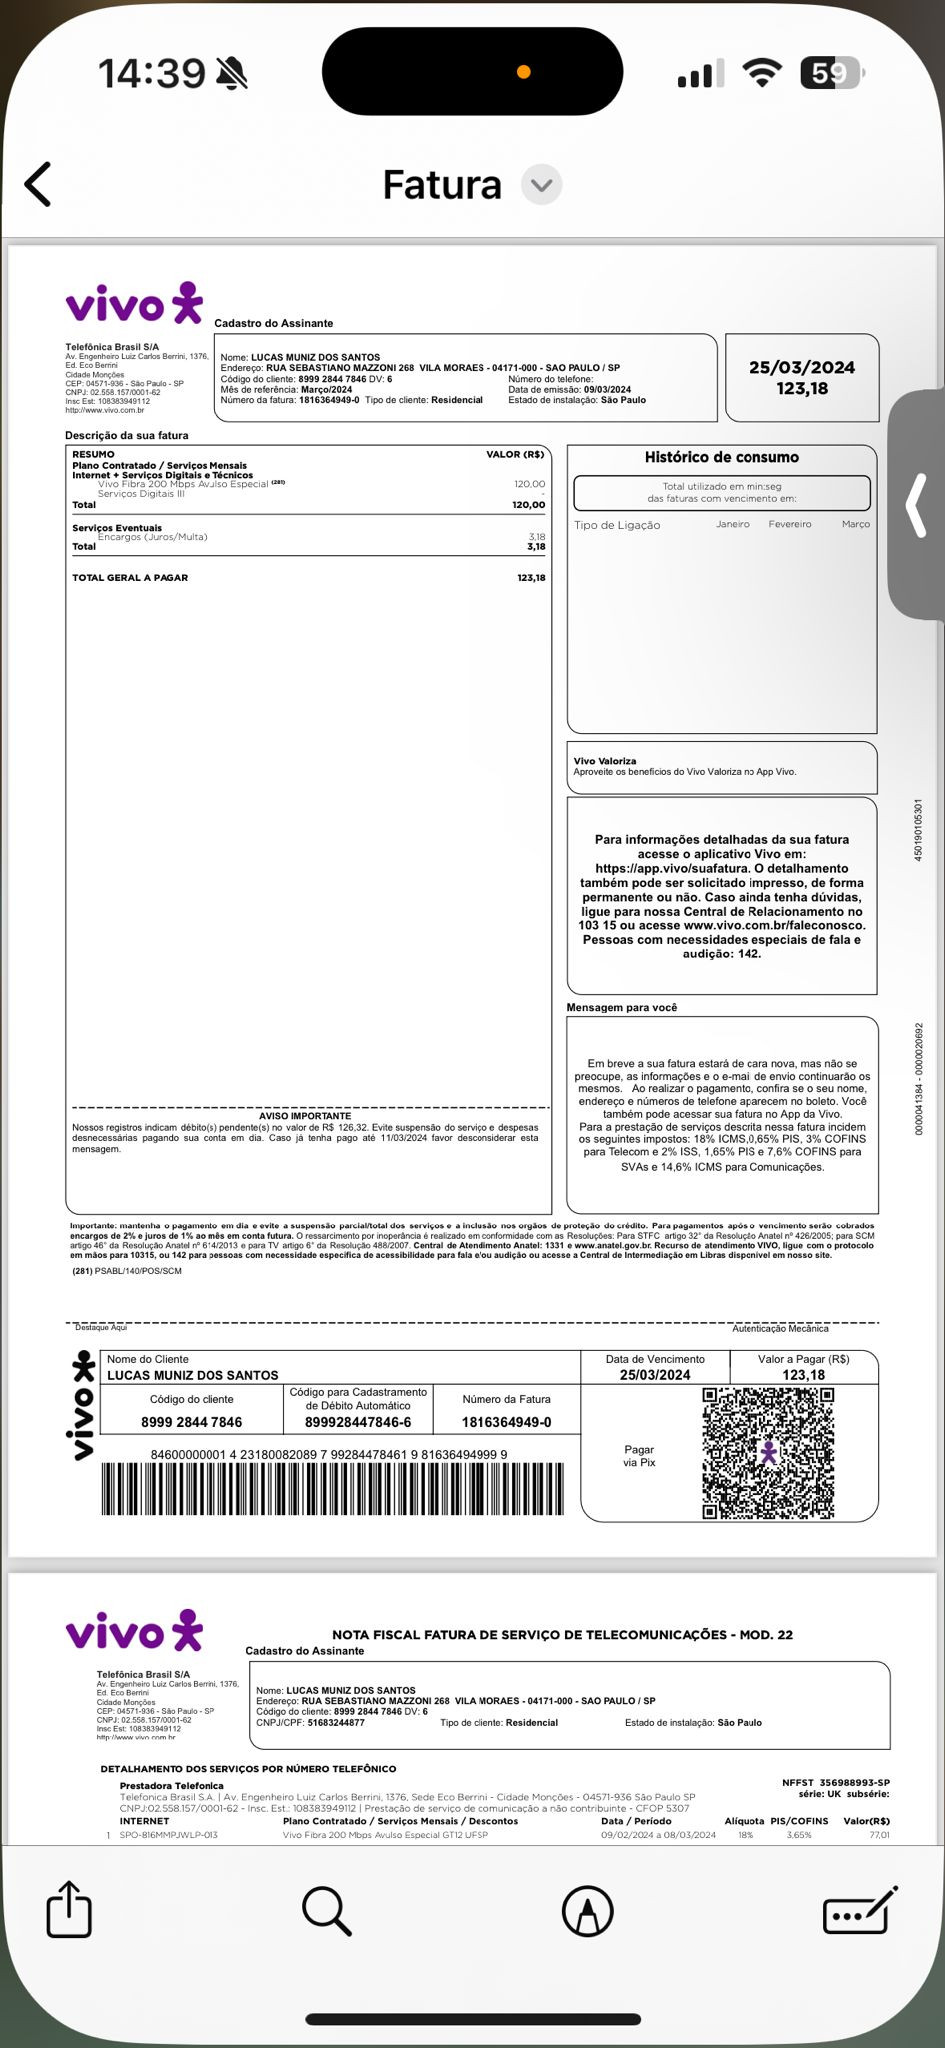 14:39
59
Fatura
vivo
Cadastro do Assinante
Telefônica Brasil S/A
Av. Engenheiro Luiz Carlos Berrini, 1376,
Ed. Eco Berrini
Cidade Monções
CEP: 04571-936 - São Paulo - SP
CNPJ: 02.558.157/0001-62
Insc Est: 108383949112
http://www.vivo.com.br
Nome: LUCAS MUNIZ DOS SANTOS
Endereço: RUA SEBASTIANO MAZZONI 268 VILA MORAES - 04171-000 - SAO PAULO / SP
Código do cliente: 8999 2844 7846 DV: 6 Número do telefone:
Mês de referência: Março/2024 Data de emissão: 09/03/2024
Número da fatura: 1816364949-0 Tipo de cliente: Residencial Estado de instalação: São Paulo
25/03/2024
123,18
Descrição da sua fatura
RESUMO VALOR (R$)
Plano Contratado / Serviços Mensais
Internet + Serviços Digitais e Técnicos
Vivo Fibra 200 Mbps Avulso Especial (281) 120,00
Serviços Digitais III -
Total 120,00
Serviços Eventuais
Encargos (Juros/Multa) 3,18
Total 3,18
TOTAL GERAL A PAGAR 123,18
Histórico de consumo
Total utilizado em min:seg
das faturas com vencimento em:
Tipo de Ligação Janeiro Fevereiro Março
Vivo Valoriza
Aproveite os benefícios do Vivo Valoriza no App Vivo.
Para informações detalhadas da sua fatura
acesse o aplicativo Vivo em:
https://app.vivo/suafatura. O detalhamento
também pode ser solicitado impresso, de forma
permanente ou não. Caso ainda tenha dúvidas,
ligue para nossa Central de Relacionamento no
103 15 ou acesse www.vivo.com.br/faleconosco.
Pessoas com necessidades especiais de fala e
audição: 142.
Mensagem para você
Em breve a sua fatura estará de cara nova, mas não se
preocupe, as informações e o e-mai de envio continuarão os
mesmos. Ao realizar o pagamento, confira se o seu nome,
endereço e números de telefone aparecem no boleto. Você
também pode acessar sua fatura no App da Vivo.
Para a prestação de serviços descrita nessa fatura incidem
os seguintes impostos: 18% ICMS,0,65% PIS, 3% COFINS
para Telecom e 2% ISS, 1,65% PIS e 7,6% COFINS para
SVAs e 14,6% ICMS para Comunicações.
450190105301
0000041384 - 0000020692
AVISO IMPORTANTE
Nossos registros indicam débito(s) pendente(s) no valor de R$ 126,32. Evite suspensão do serviço e despesas
desnecessárias pagando sua conta em dia. Caso já tenha pago até 11/03/2024 favor desconsiderar esta
mensagem.
Importante: mantenha o pagamento em dia e evite a suspensão parcial/total dos serviços e a inclusão nos orgãos de proteção do crédito. Para pagamentos após o vencimento serão cobrados
encargos de 2% e juros de 1% ao mês em conta futura. O ressarcimento por inoperância é realizado em conformidade com as Resoluções: Para STFC artigo 32° da Resolução Anatel nº 426/2005; para SCM
artigo 46° da Resolução Anatel nº 614/2013 e para TV artigo 6° da Resolução 488/2007. Central de Atendimento Anatel: 1331 e www.anatel.gov.br. Recurso de atendimento VIVO, ligue com o protocolo
em mãos para 10315, ou 142 para pessoas com necessidade específica de acessibilidade para fala e/ou audição ou acesse a Central de Intermediação em Libras disponível em nosso site.
(281) PSABL/140/POS/SCM
Destaque Aqui Autenticação Mecânica
vivo
Nome do Cliente
LUCAS MUNIZ DOS SANTOS
Data de Vencimento
25/03/2024
Valor a Pagar (R$)
123,18
Código do cliente
8999 2844 7846
Código para Cadastramento
de Débito Automático
899928447846-6
Número da Fatura
1816364949-0
84600000001 4 23180082089 7 99284478461 9 81636494999 9
Pagar
via Pix
vivo
NOTA FISCAL FATURA DE SERVIÇO DE TELECOMUNICAÇÕES - MOD. 22
Cadastro do Assinante
Telefônica Brasil S/A
Av. Engenheiro Luiz Carlos Berrini, 1376,
Ed. Eco Berrini
Cidade Monções
CEP: 04571-936 - São Paulo - SP
CNPJ: 02.558.157/0001-62
Insc Est: 108383949112
http://www.vivo.com.br
Nome: LUCAS MUNIZ DOS SANTOS
Endereço: RUA SEBASTIANO MAZZONI 268 VILA MORAES - 04171-000 - SAO PAULO / SP
Código do cliente: 8999 2844 7846 DV: 6
CNPJ/CPF: 51683244877 Tipo de cliente: Residencial Estado de instalação: São Paulo
DETALHAMENTO DOS SERVIÇOS POR NÚMERO TELEFÔNICO
Prestadora Telefonica
Telefonica Brasil S.A. | Av. Engenheiro Luiz Carlos Berrini, 1376, Sede Eco Berrini - Cidade Monções - 04571-936 São Paulo SP
CNPJ:02.558.157/0001-62 - Insc. Est.: 108383949112 | Prestação de serviço de comunicação a não contribuinte - CFOP 5307
NFFST 356988993-SP
série: UK subsérie:
INTERNET Plano Contratado / Serviços Mensais / Descontos Data / Período Alíquota PIS/COFINS Valor(R$)
1 SPO-816MMPJWLP-013 Vivo Fibra 200 Mbps Avulso Especial GT12 UFSP 09/02/2024 a 08/03/2024 18% 3,65% 77,01